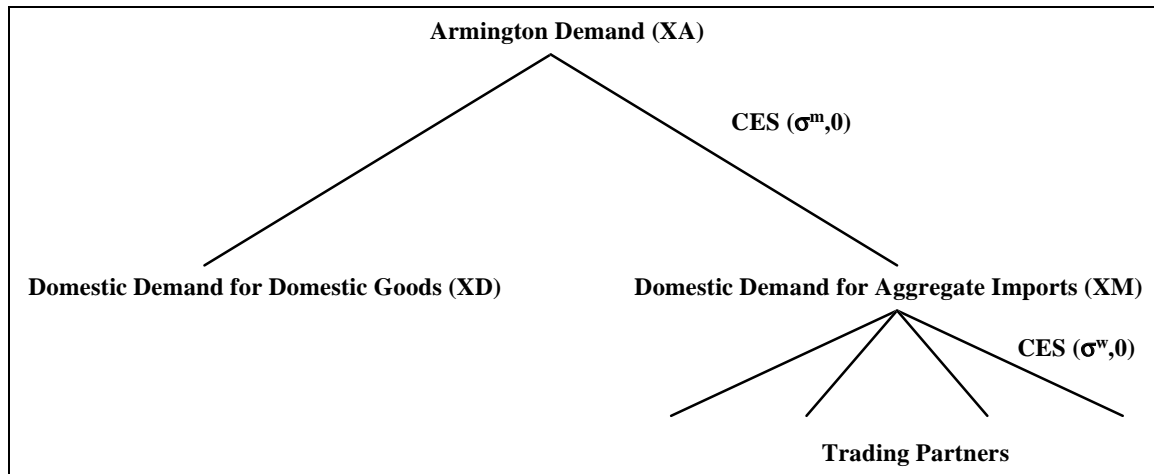 Armington Demand (XA)
CES (σᵐ,0)
Domestic Demand for Domestic Goods (XD)
Domestic Demand for Aggregate Imports (XM)
CES (σʷ,0)
Trading Partners